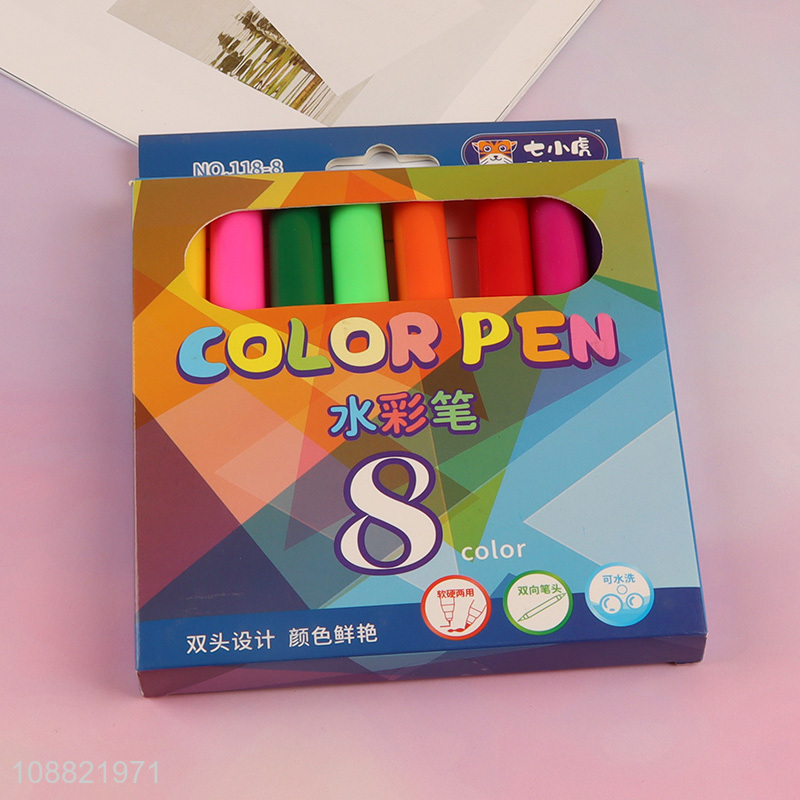 NO.118-8
七小虎
COLOR PEN
水彩笔
8
color
软硬两用
双向笔头
可水洗
双头设计 颜色鲜艳
108821971